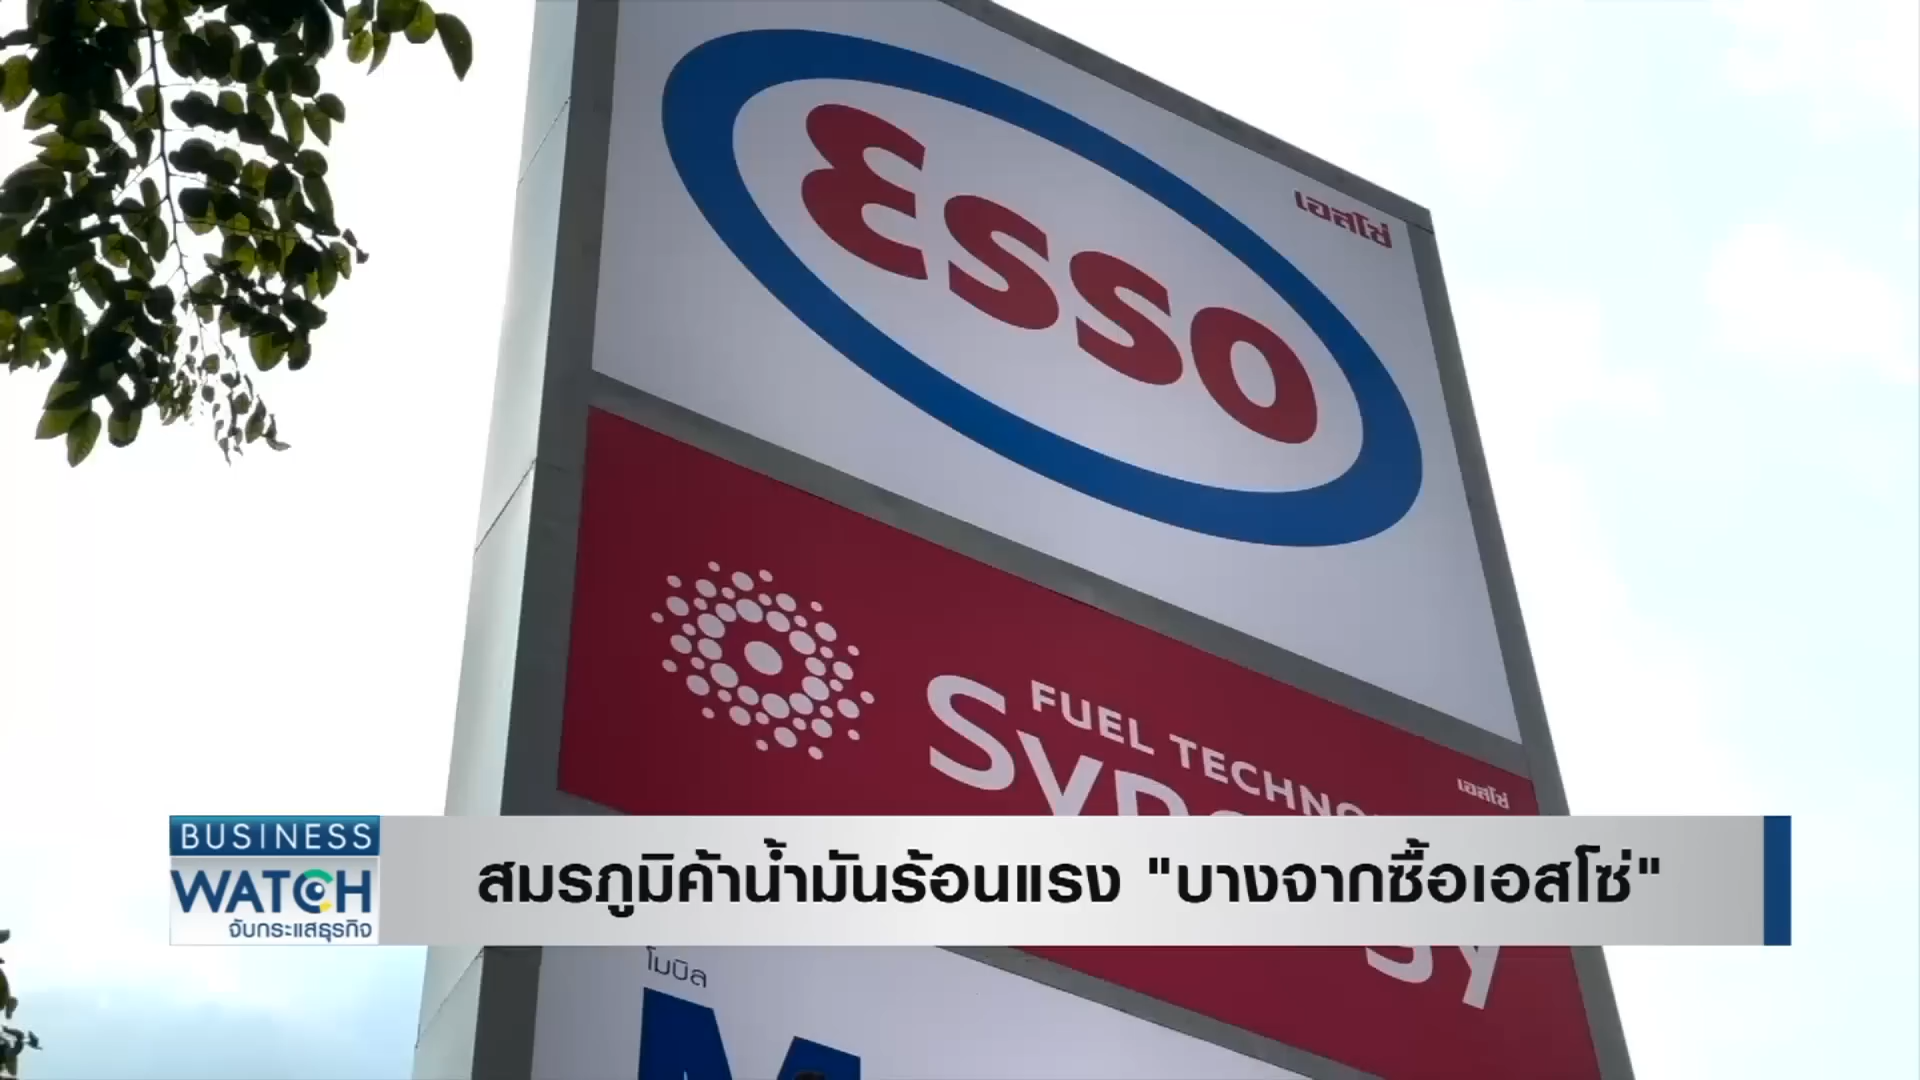 ESSO
เอสโซ่
FUEL TECHNO
Sy
เอสโซ่
BUSINESS
WATCH
จับกระแสธุรกิจ
สมรภูมิค้าน้ำมันร้อนแรง "บางจากซื้อเอสโซ่"
gy
โมบิล
M